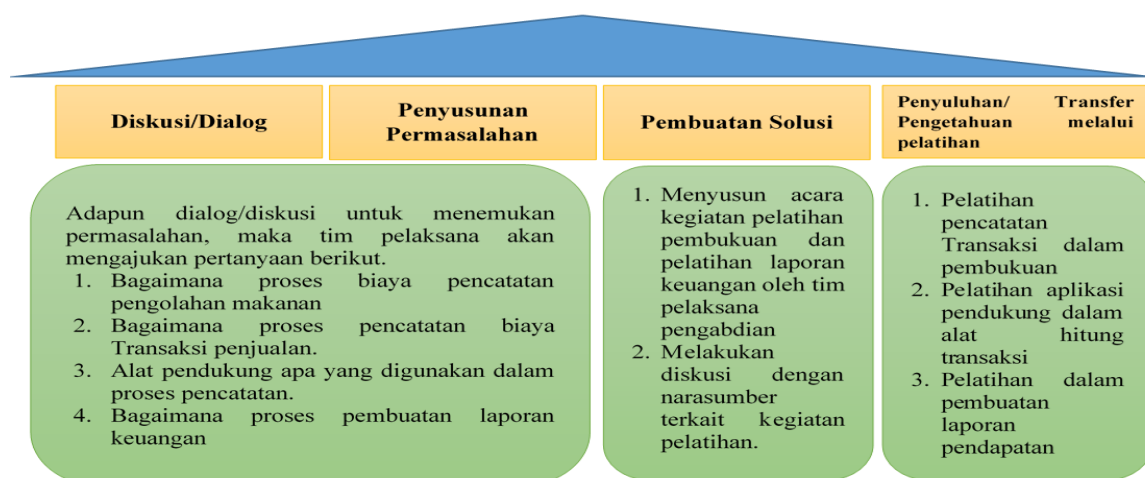 Diskusi/Dialog
Penyusunan
Permasalahan
Pembuatan Solusi
Penyuluhan/ Transfer
Pengetahuan melalui
pelatihan
Adapun dialog/diskusi untuk menemukan
permasalahan, maka tim pelaksana akan
mengajukan pertanyaan berikut.
1. Bagaimana proses biaya pencatatan
pengolahan makanan
2. Bagaimana proses pencatatan biaya
Transaksi penjualan.
3. Alat pendukung apa yang digunakan dalam
proses pencatatan.
4. Bagaimana proses pembuatan laporan
keuangan
1. Menyusun acara
kegiatan pelatihan
pembukuan dan
pelatihan laporan
keuangan oleh tim
pelaksana
pengabdian
2. Melakukan
diskusi dengan
narasumber
terkait kegiatan
pelatihan.
1. Pelatihan
pencatatan
Transaksi dalam
pembukuan
2. Pelatihan aplikasi
pendukung dalam
alat hitung
transaksi
3. Pelatihan dalam
pembuatan
laporan
pendapatan